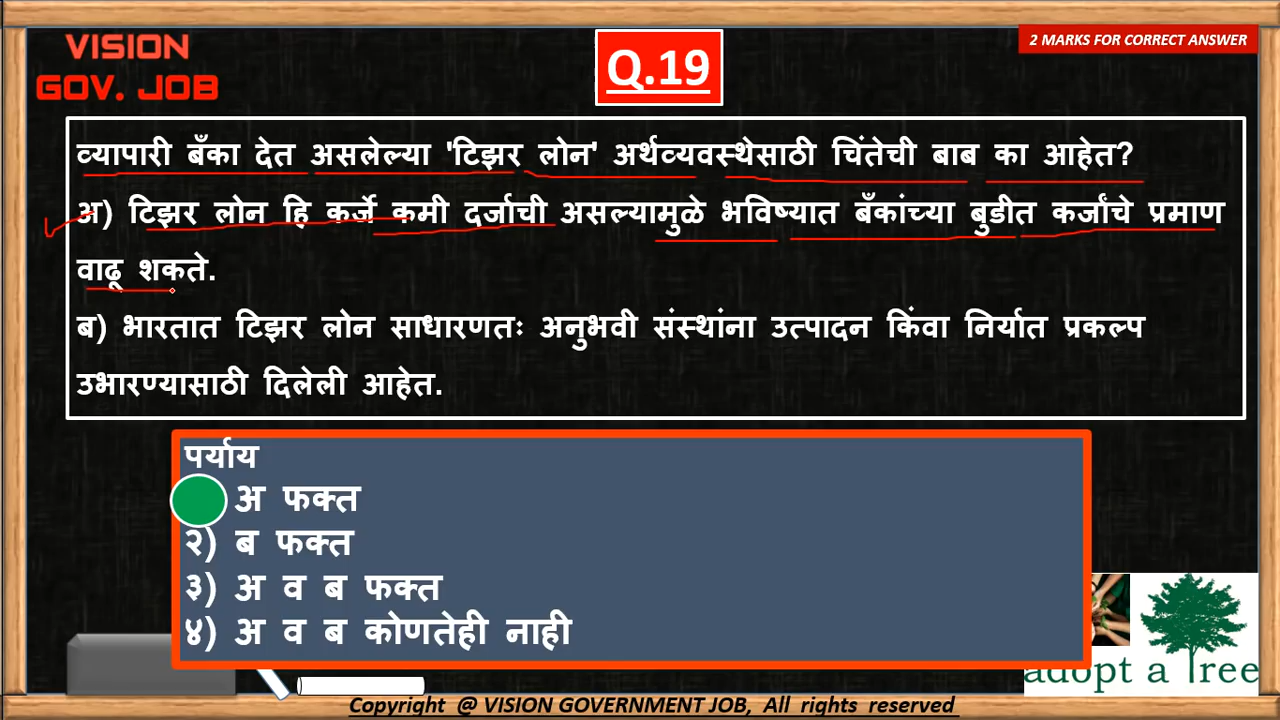 VISION
GOV. JOB
Q.19
2 MARKS FOR CORRECT ANSWER
व्यापारी बँका देत असलेल्या 'टिझर लोन' अर्थव्यवस्थेसाठी चिंतेची बाब का आहेत?
अ) टिझर लोन हि कर्जे कमी दर्जाची असल्यामुळे भविष्यात बँकांच्या बुडीत कर्जांचे प्रमाण
वाढू शकते.
ब) भारतात टिझर लोन साधारणतः अनुभवी संस्थांना उत्पादन किंवा निर्यात प्रकल्प
उभारण्यासाठी दिलेली आहेत.
पर्याय
अ फक्त
२) ब फक्त
३) अ व ब फक्त
४) अ व ब कोणतेही नाही
adopt a Tree
Copyright @ VISION GOVERNMENT JOB, All rights reserved